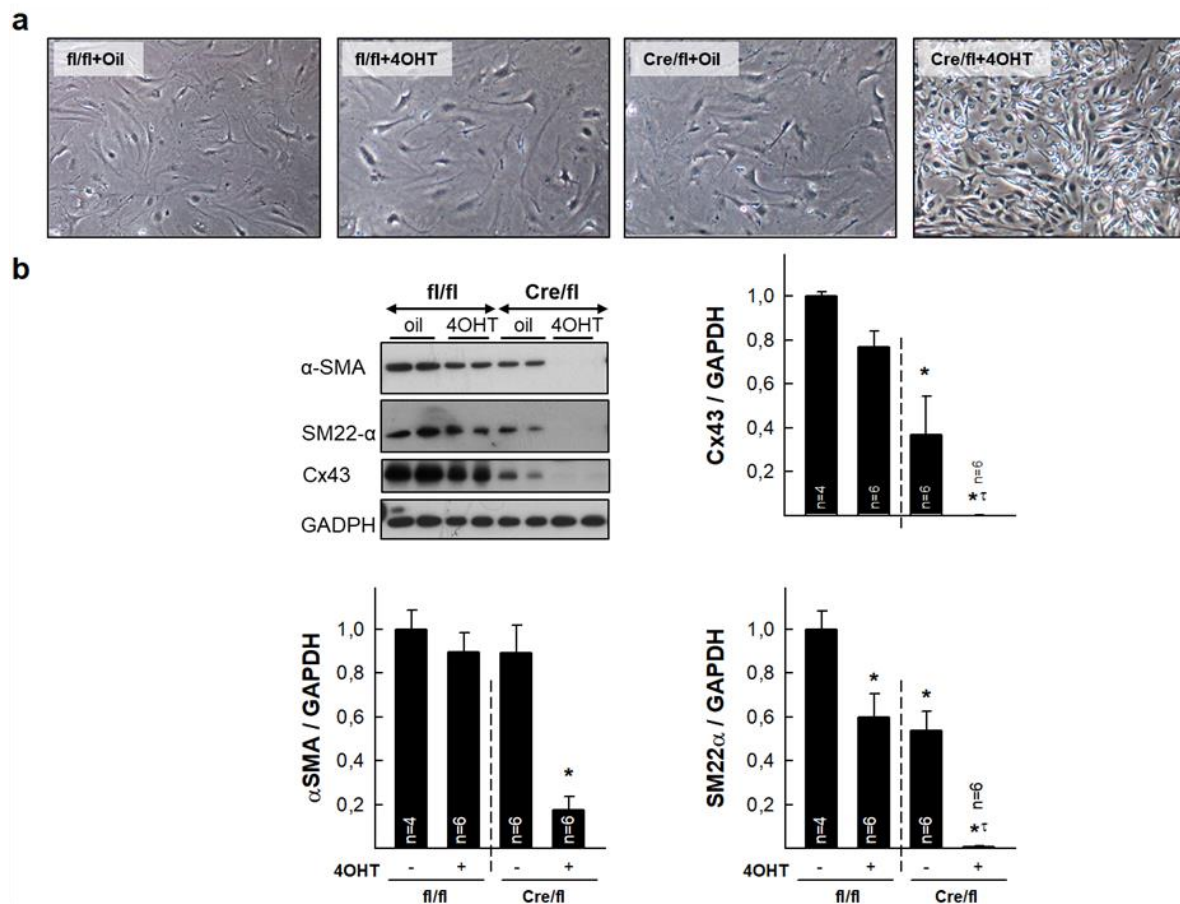 a
fl/fl+Oil
fl/fl+4OHT
Cre/fl+Oil
Cre/fl+4OHT
b
fl/fl Cre/fl
oil 4OHT oil 4OHT
α-SMA
SM22-α
Cx43
GADPH
Cx43 / GAPDH
1,0
0,8
0,6
0,4
0,2
n=4
n=6
*
n=6
n=6
*τ
αSMA / GAPDH
1,0
0,8
0,6
0,4
0,2
n=4
n=6
n=6
*
n=6
4OHT - + - +
fl/fl Cre/fl
SM22α / GAPDH
1,0
0,8
0,6
0,4
0,2
n=4
*
n=6
*
n=6
n=6
*τ
4OHT - + - +
fl/fl Cre/fl